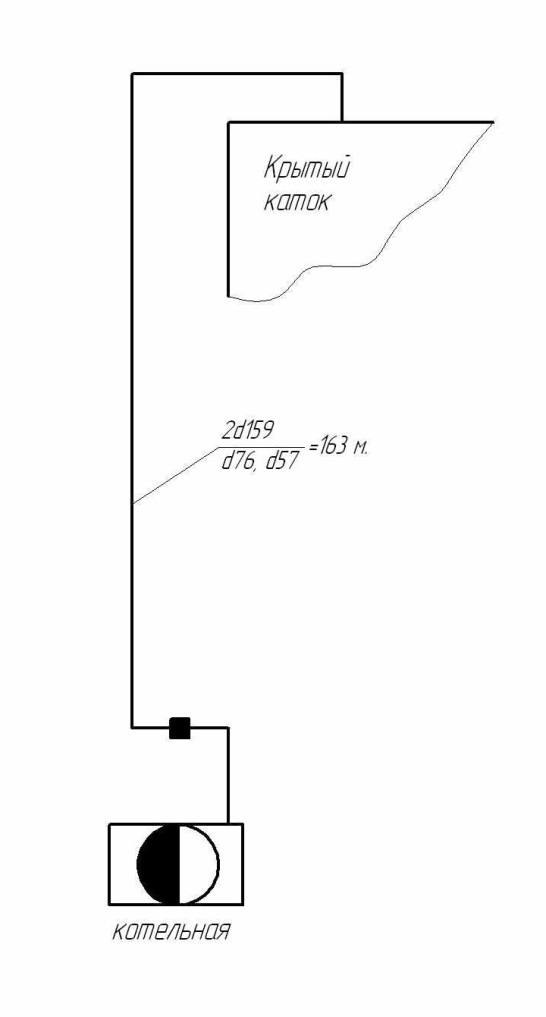 Крытый
каток
2d159
d76, d57 =163 м.
котельная